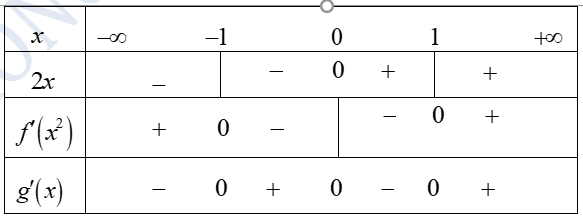 x −∞ −1 0 1 +∞
2x − − 0 + +
f'(x²) + 0 − − 0 +
g'(x) − 0 + 0 − 0 +